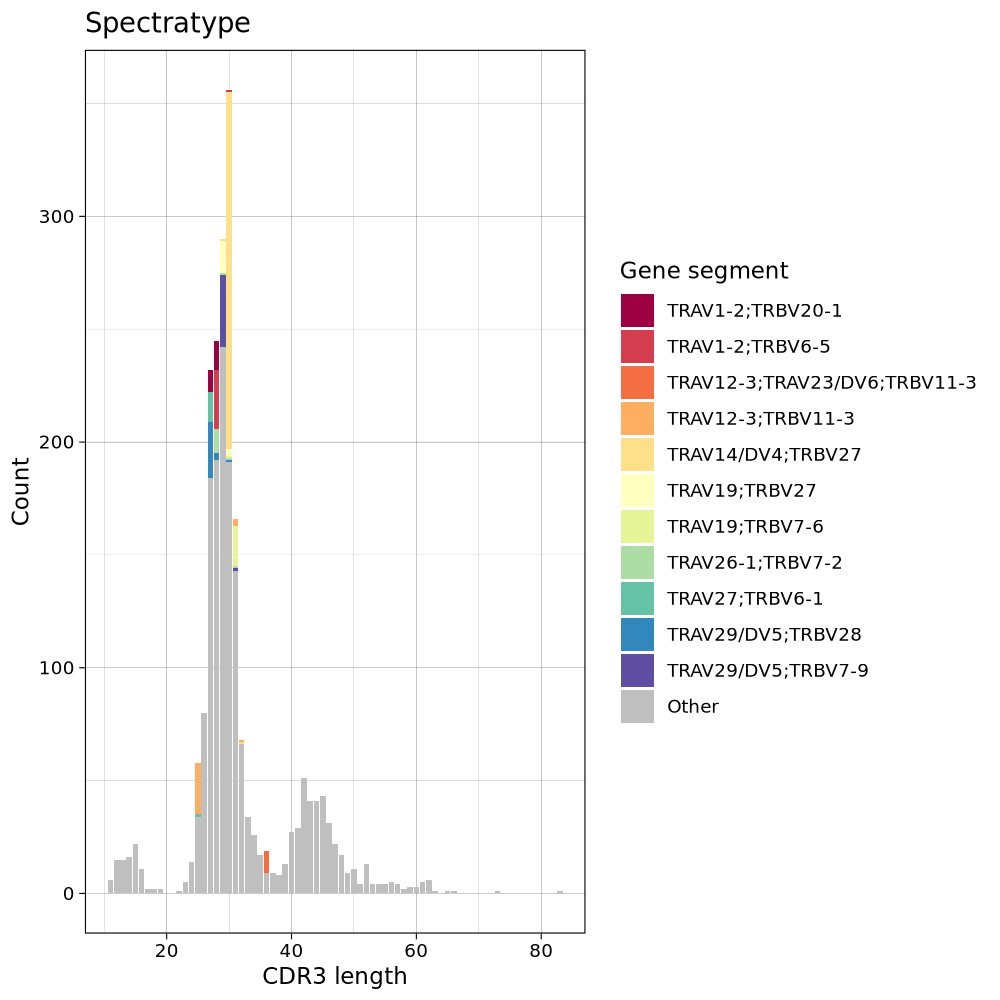 Spectratype
Count
300
200
100
0
20 40 60 80
CDR3 length
Gene segment
TRAV1-2;TRBV20-1
TRAV1-2;TRBV6-5
TRAV12-3;TRAV23/DV6;TRBV11-3
TRAV12-3;TRBV11-3
TRAV14/DV4;TRBV27
TRAV19;TRBV27
TRAV19;TRBV7-6
TRAV26-1;TRBV7-2
TRAV27;TRBV6-1
TRAV29/DV5;TRBV28
TRAV29/DV5;TRBV7-9
Other